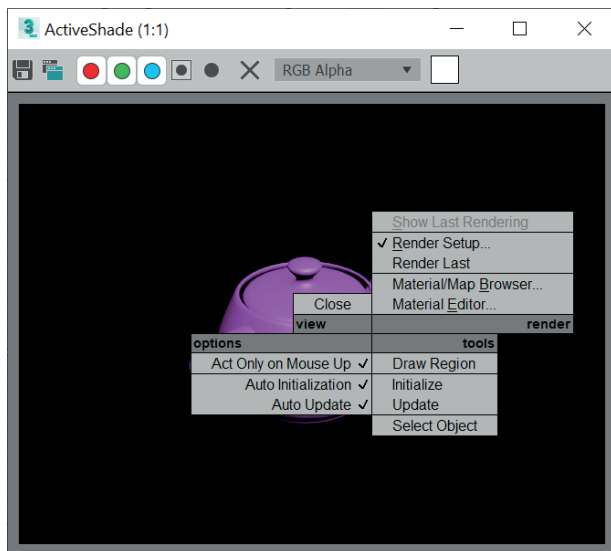 3
ActiveShade (1:1)
RGB Alpha
Show Last Rendering
Render Setup...
Render Last
Material/Map Browser...
Material Editor...
Close
view
render
options
tools
Act Only on Mouse Up
Draw Region
Auto Initialization
Initialize
Auto Update
Update
Select Object